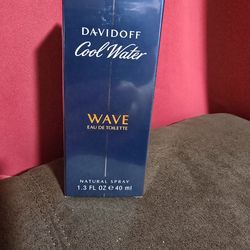 DAVIDOFF
Cool Water
WAVE
EAU DE TOILETTE
NATURAL SPRAY
1.3 FL OZ ℮ 40 ml